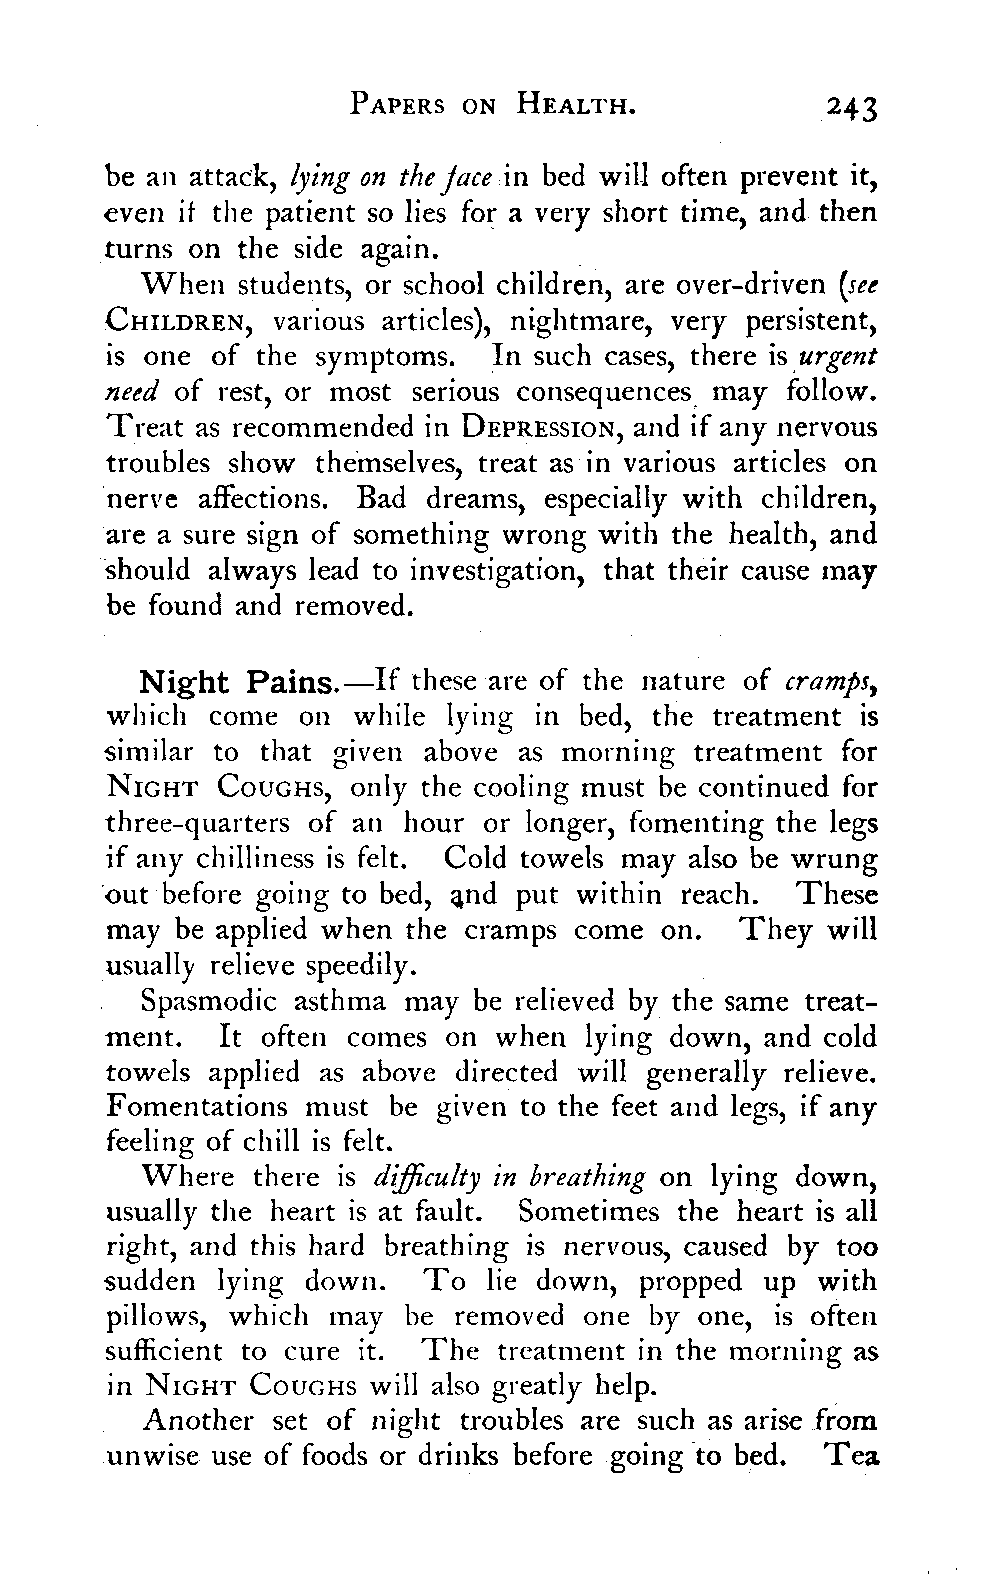 PAPERS ON HEALTH. 243
be an attack, lying on the face in bed will often prevent it,
even if the patient so lies for a very short time, and then
turns on the side again.
When students, or school children, are over-driven (see
CHILDREN, various articles), nightmare, very persistent,
is one of the symptoms. In such cases, there is urgent
need of rest, or most serious consequences may follow.
Treat as recommended in DEPRESSION, and if any nervous
troubles show themselves, treat as in various articles on
nerve affections. Bad dreams, especially with children,
are a sure sign of something wrong with the health, and
should always lead to investigation, that their cause may
be found and removed.
Night Pains.—If these are of the nature of cramps,
which come on while lying in bed, the treatment is
similar to that given above as morning treatment for
NIGHT COUGHS, only the cooling must be continued for
three-quarters of an hour or longer, fomenting the legs
if any chilliness is felt. Cold towels may also be wrung
out before going to bed, and put within reach. These
may be applied when the cramps come on. They will
usually relieve speedily.
Spasmodic asthma may be relieved by the same treat-
ment. It often comes on when lying down, and cold
towels applied as above directed will generally relieve.
Fomentations must be given to the feet and legs, if any
feeling of chill is felt.
Where there is difficulty in breathing on lying down,
usually the heart is at fault. Sometimes the heart is all
right, and this hard breathing is nervous, caused by too
sudden lying down. To lie down, propped up with
pillows, which may be removed one by one, is often
sufficient to cure it. The treatment in the morning as
in NIGHT COUGHS will also greatly help.
Another set of night troubles are such as arise from
unwise use of foods or drinks before going to bed. Tea